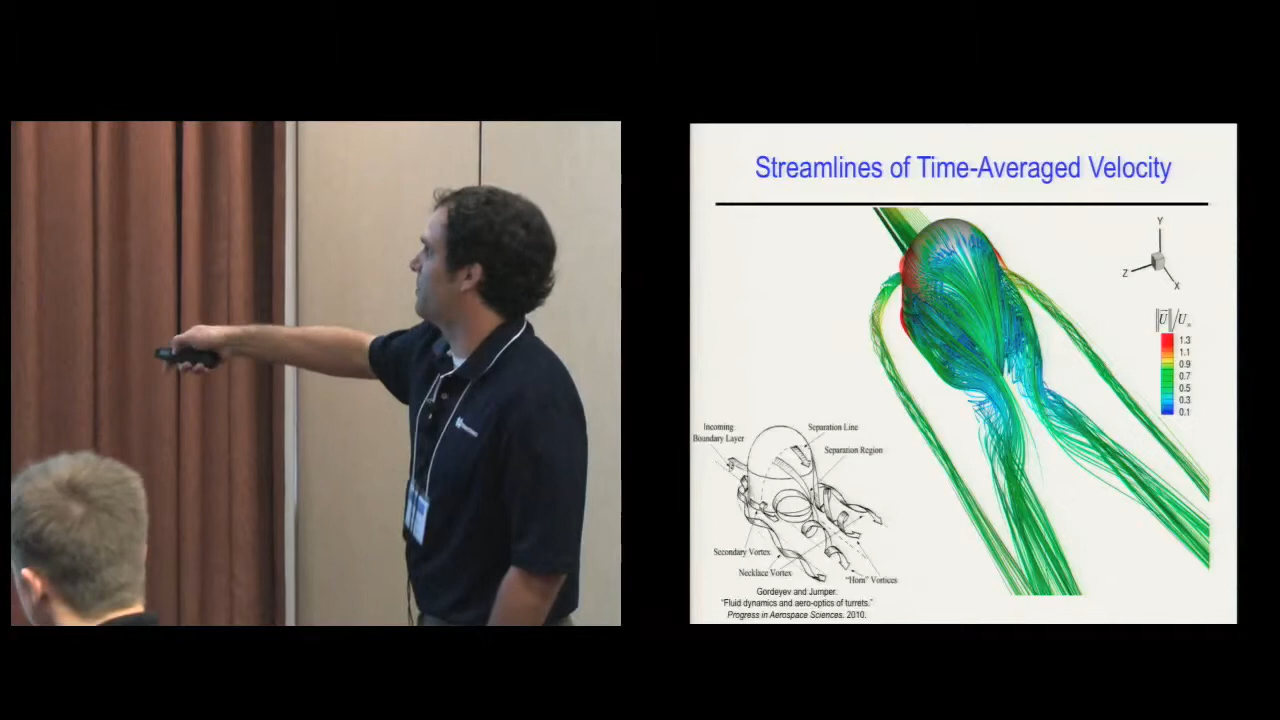 Streamlines of Time-Averaged Velocity
Y
Z
X
‖U̅‖/U∞
1.3
1.1
0.9
0.7
0.5
0.3
0.1
Incoming
Boundary Layer
Separation Line
Separation Region
Secondary Vortex
Necklace Vortex
"Horn" Vortices
Gordeyev and Jumper.
"Fluid dynamics and aero-optics of turrets."
Progress in Aerospace Sciences, 2010.